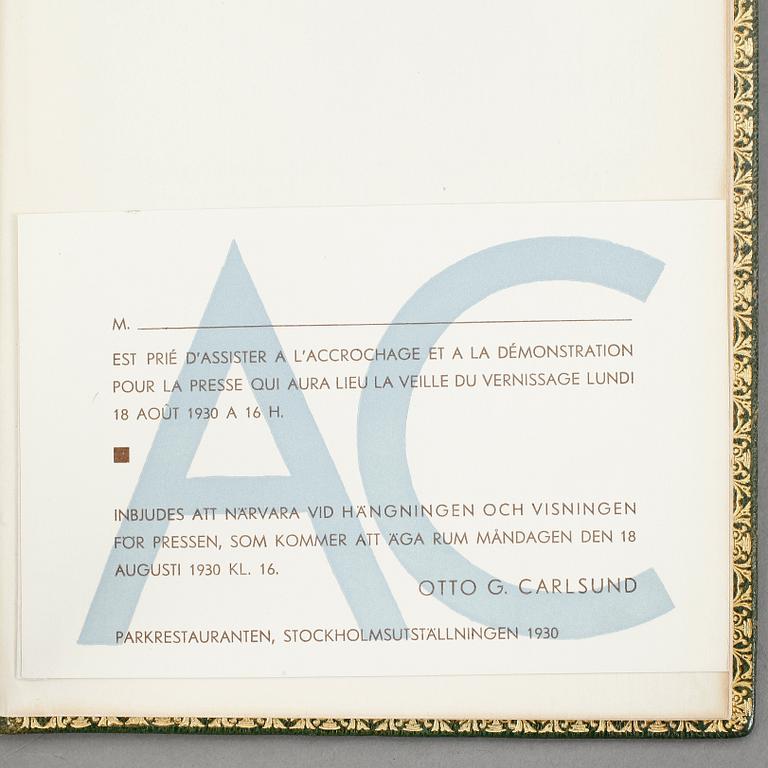 AC
M.
EST PRIÉ D'ASSISTER A L'ACCROCHAGE ET A LA DÉMONSTRATION
POUR LA PRESSE QUI AURA LIEU LA VEILLE DU VERNISSAGE LUNDI
18 AOÛT 1930 A 16 H.
INBJUDES ATT NÄRVARA VID HÄNGNINGEN OCH VISNINGEN
FÖR PRESSEN, SOM KOMMER ATT ÄGA RUM MÅNDAGEN DEN 18
AUGUSTI 1930 KL. 16.
OTTO G. CARLSUND
PARKRESTAURANTEN, STOCKHOLMSUTSTÄLLNINGEN 1930